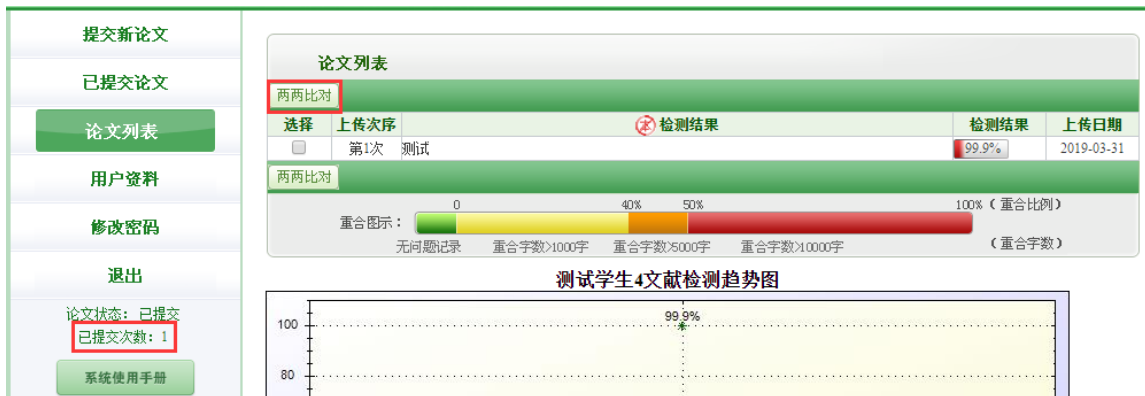 提交新论文
已提交论文
论文列表
用户资料
修改密码
退出
论文状态： 已提交
已提交次数：1
系统使用手册
论文列表
两两比对
选择 上传次序 本 检测结果 检测结果 上传日期
第1次 测试 99.9% 2019-03-31
两两比对
0 40% 50% 100%（重合比例）
重合图示：
无问题记录 重合字数>1000字 重合字数>5000字 重合字数>10000字 （重合字数）
测试学生4文献检测趋势图
99.9%
100
80